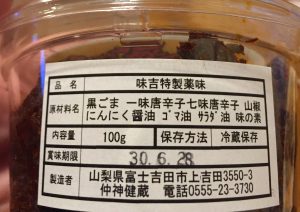 品名 味吉特製薬味
原材料名 黒ごま 一味唐辛子七味唐辛子 山椒
にんにく醤油 ゴマ油 サラダ油 味の素
内容量 100g 保存方法 冷蔵保存
賞味期限 30.6.28
製造者 山梨県富士吉田市上吉田3550-3
仲神健蔵 電話0555-23-3730